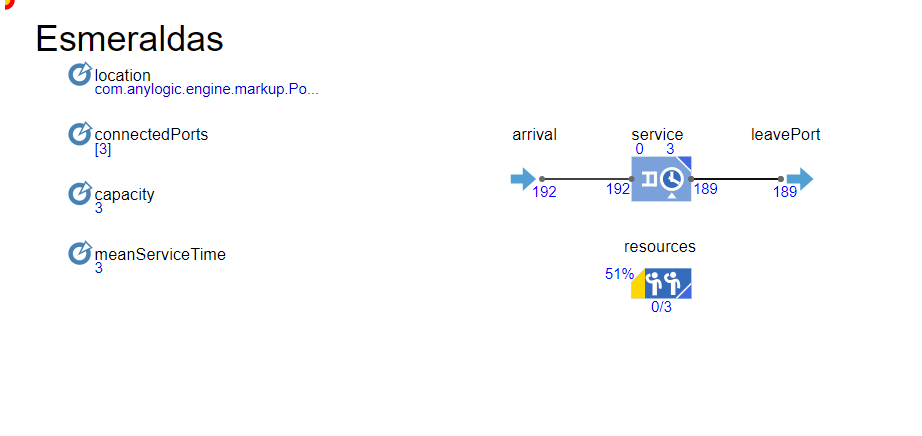 Esmeraldas
location
com.anylogic.engine.markup.Po...
connectedPorts
[3]
capacity
3
meanServiceTime
3
arrival
service
leavePort
0 3
192
192
189
189
resources
51%
0/3